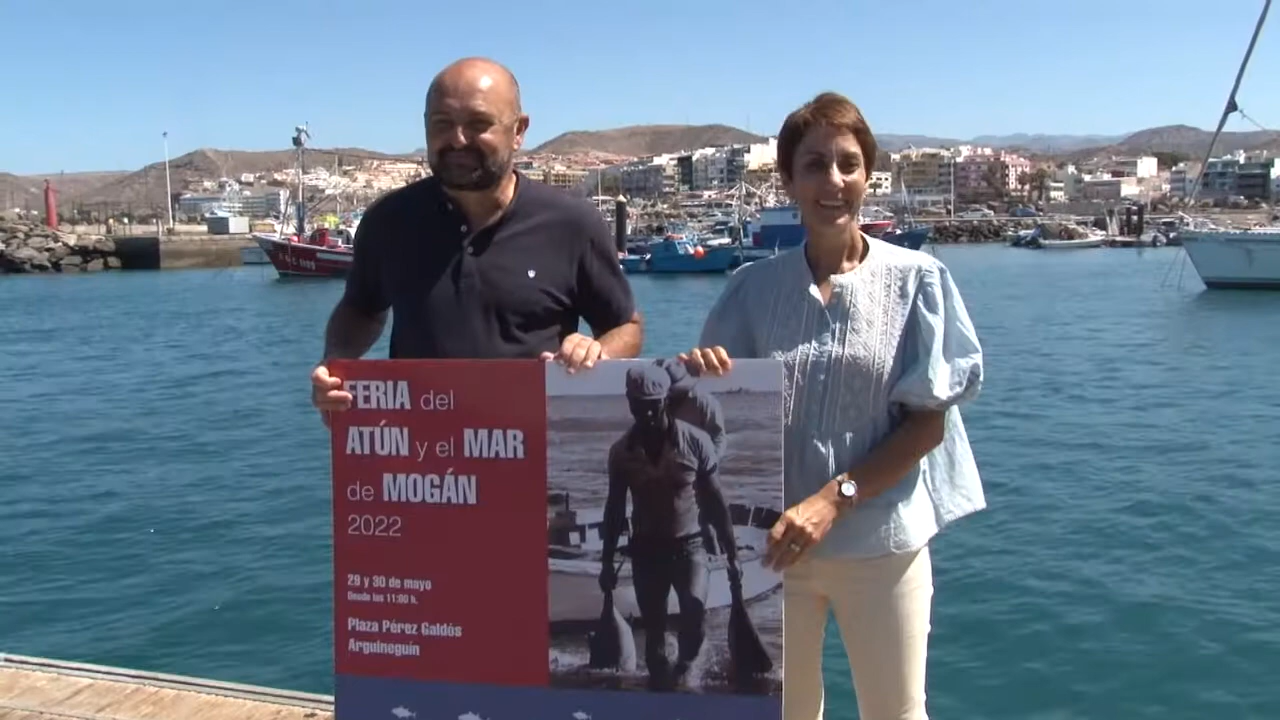 FERIA del
ATÚN y el MAR
de MOGÁN
2022
29 y 30 de mayo
Desde las 11:00 h.
Plaza Pérez Galdós
Arguineguín